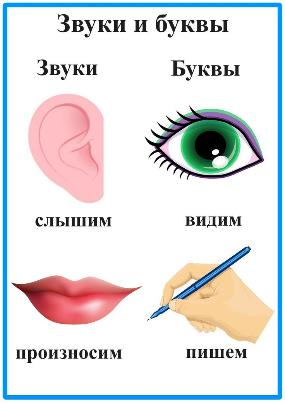 Звуки и буквы
Звуки Буквы
слышим видим
произносим пишем